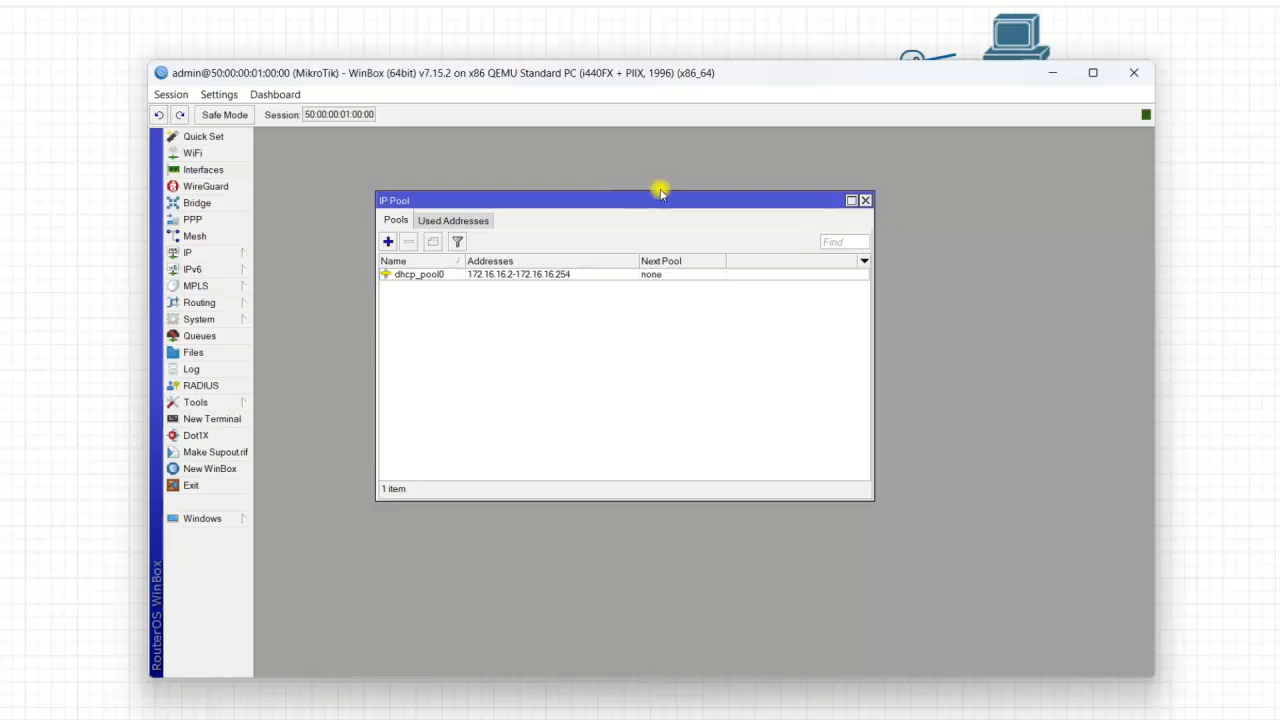 admin@50:00:00:01:00:00 (MikroTik) - WinBox (64bit) v7.15.2 on x86 QEMU Standard PC (i440FX + PIIX, 1996) (x86_64)
Session Settings Dashboard
Safe Mode Session: 50:00:00:01:00:00
Quick Set
WiFi
Interfaces
WireGuard
Bridge
PPP
Mesh
IP
IPv6
MPLS
Routing
System
Queues
Files
Log
RADIUS
Tools
New Terminal
Dot1X
Make Supout.rif
New WinBox
Exit
Windows
RouterOS WinBox
IP Pool
Pools Used Addresses
Find
Name Addresses Next Pool
dhcp_pool0 172.16.16.2-172.16.16.254 none
1 item